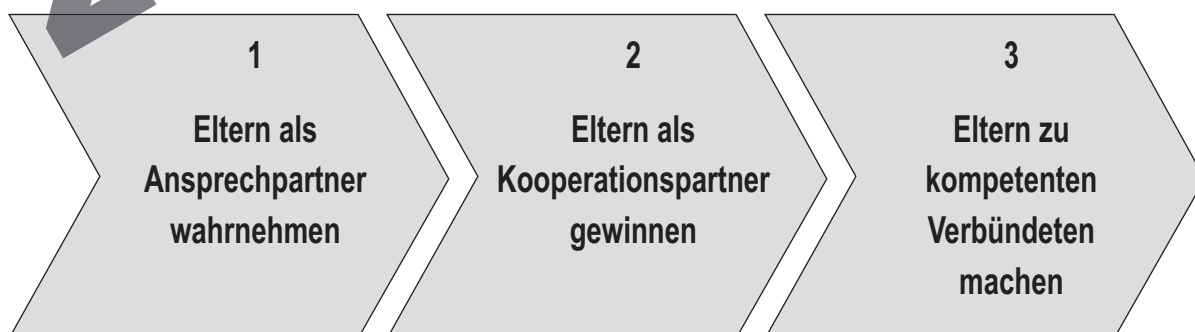 1
Eltern als
Ansprechpartner
wahrnehmen
2
Eltern als
Kooperationspartner
gewinnen
3
Eltern zu
kompetenten
Verbündeten
machen